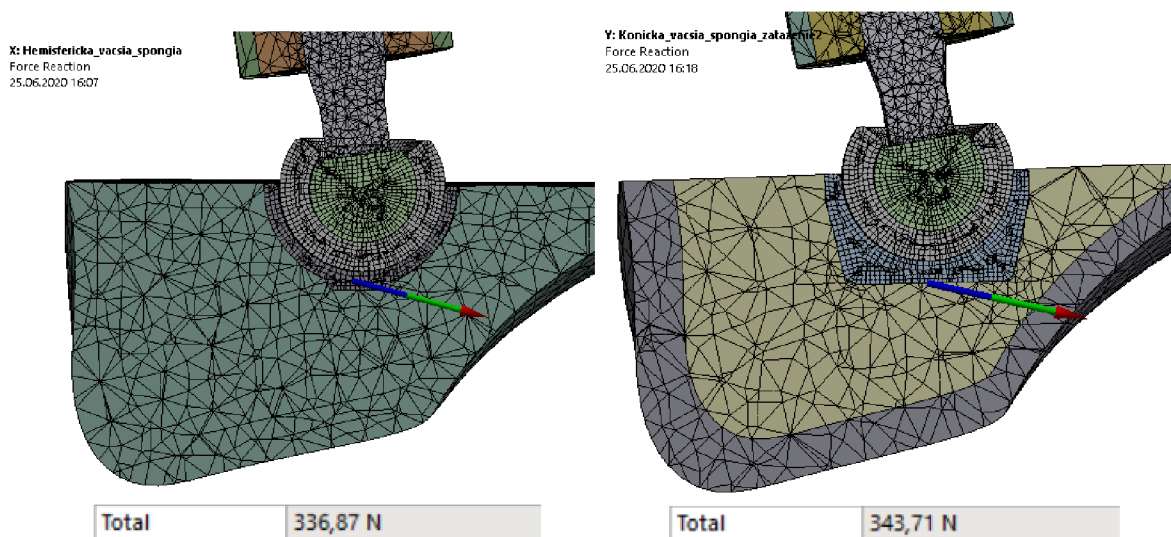 X: Hemisfericka_vacsia_spongia
Force Reaction
25.06.2020 16:07
Y: Konicka_vacsia_spongia_zatazenie2
Force Reaction
25.06.2020 16:18
Total 336,87 N
Total 343,71 N